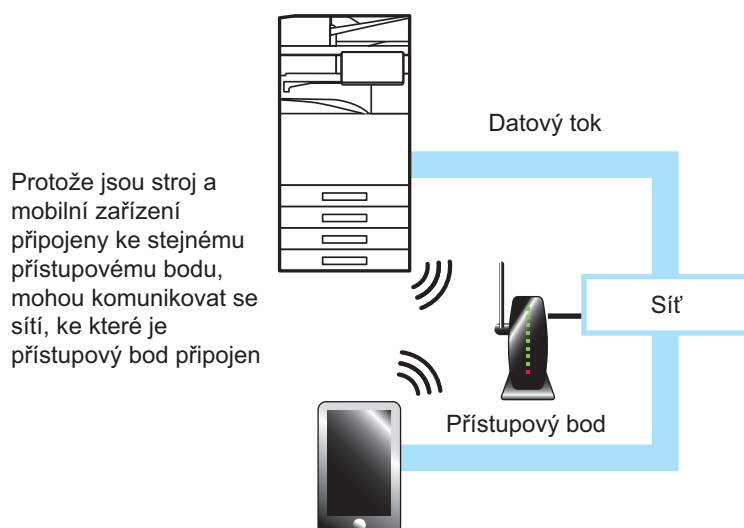 Datový tok
Protože jsou stroj a
mobilní zařízení
připojeny ke stejnému
přístupovému bodu,
mohou komunikovat se
sítí, ke které je
přístupový bod připojen
Síť
Přístupový bod